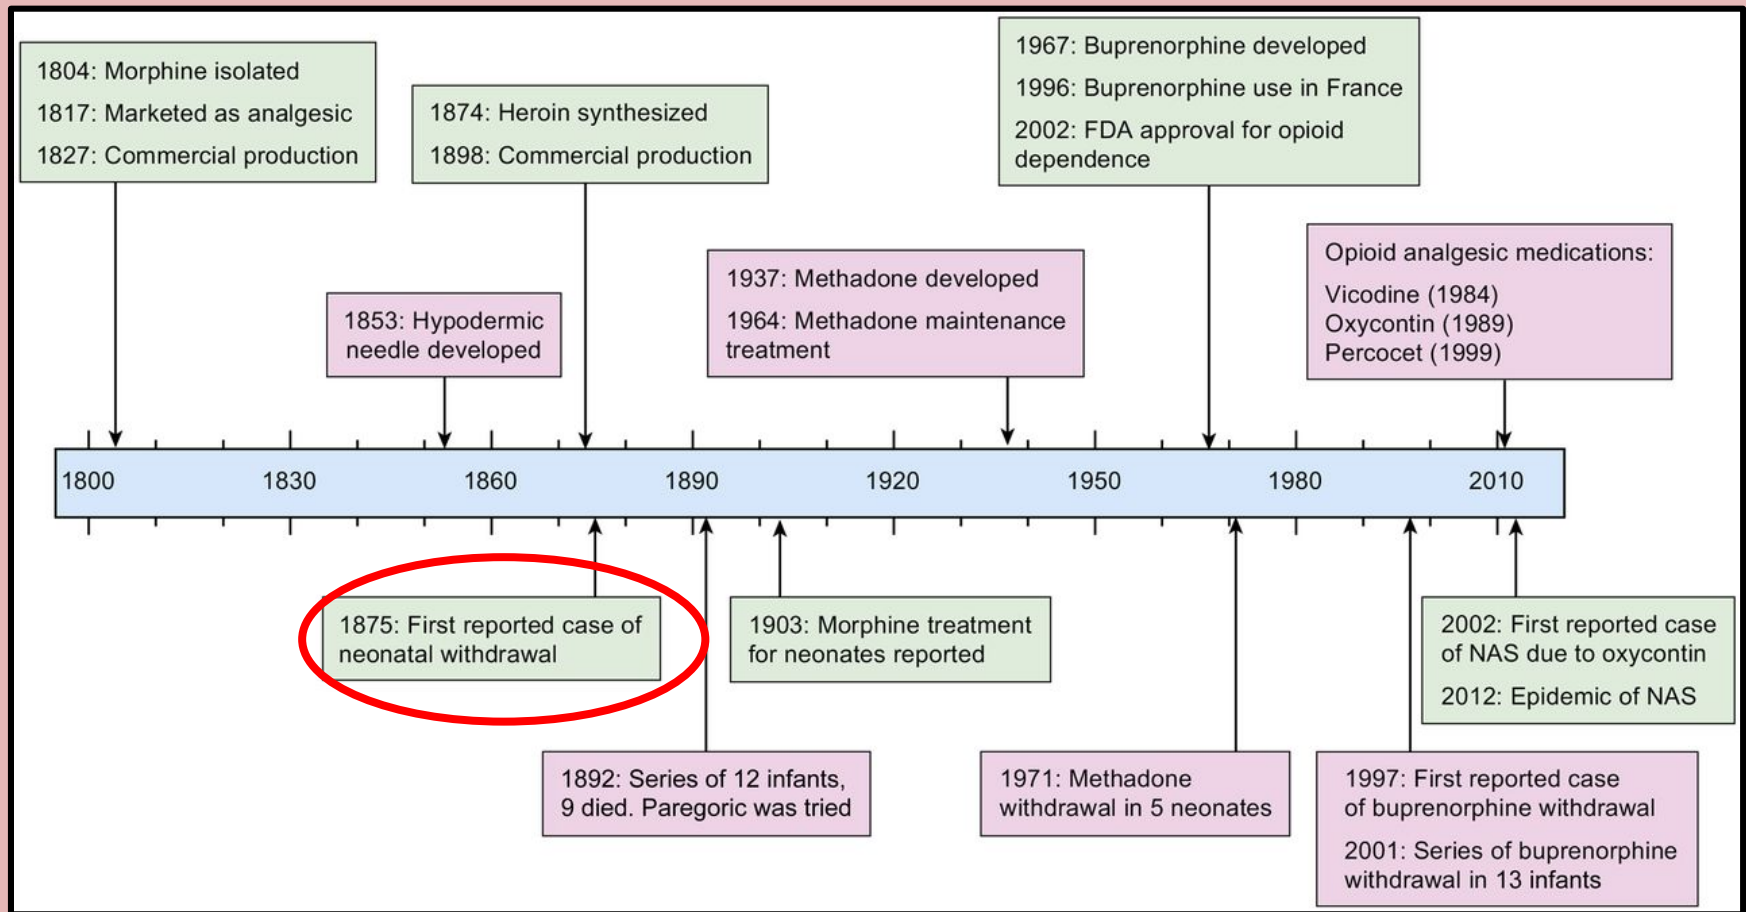 1804: Morphine isolated
1817: Marketed as analgesic
1827: Commercial production
1874: Heroin synthesized
1898: Commercial production
1967: Buprenorphine developed
1996: Buprenorphine use in France
2002: FDA approval for opioid
dependence
1853: Hypodermic
needle developed
1937: Methadone developed
1964: Methadone maintenance
treatment
Opioid analgesic medications:
Vicodine (1984)
Oxycontin (1989)
Percocet (1999)
1800 1830 1860 1890 1920 1950 1980 2010
1875: First reported case of
neonatal withdrawal
1903: Morphine treatment
for neonates reported
2002: First reported case
of NAS due to oxycontin
2012: Epidemic of NAS
1892: Series of 12 infants,
9 died. Paregoric was tried
1971: Methadone
withdrawal in 5 neonates
1997: First reported case
of buprenorphine withdrawal
2001: Series of buprenorphine
withdrawal in 13 infants